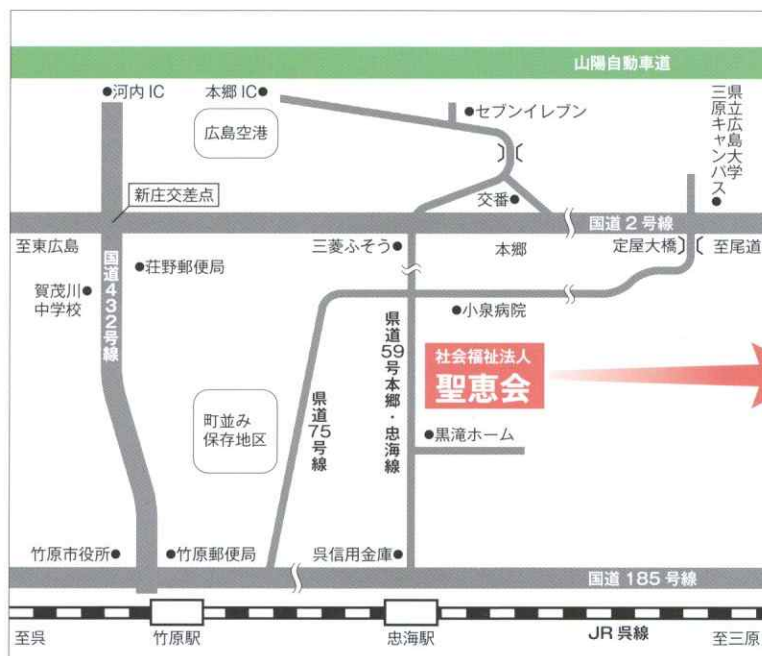 山陽自動車道
河内 IC
本郷 IC
広島空港
セブンイレブン
県立広島大学
三原キャンパス
新庄交差点
交番
国道2号線
至東広島
三菱ふそう
本郷
定屋大橋
至尾道
国道432号線
荘野郵便局
賀茂川
中学校
小泉病院
県道59号本郷・忠海線
社会福祉法人
聖恵会
県道75号線
町並み
保存地区
黒滝ホーム
竹原市役所
竹原郵便局
呉信用金庫
国道185号線
至呉
竹原駅
忠海駅
JR 呉線
至三原